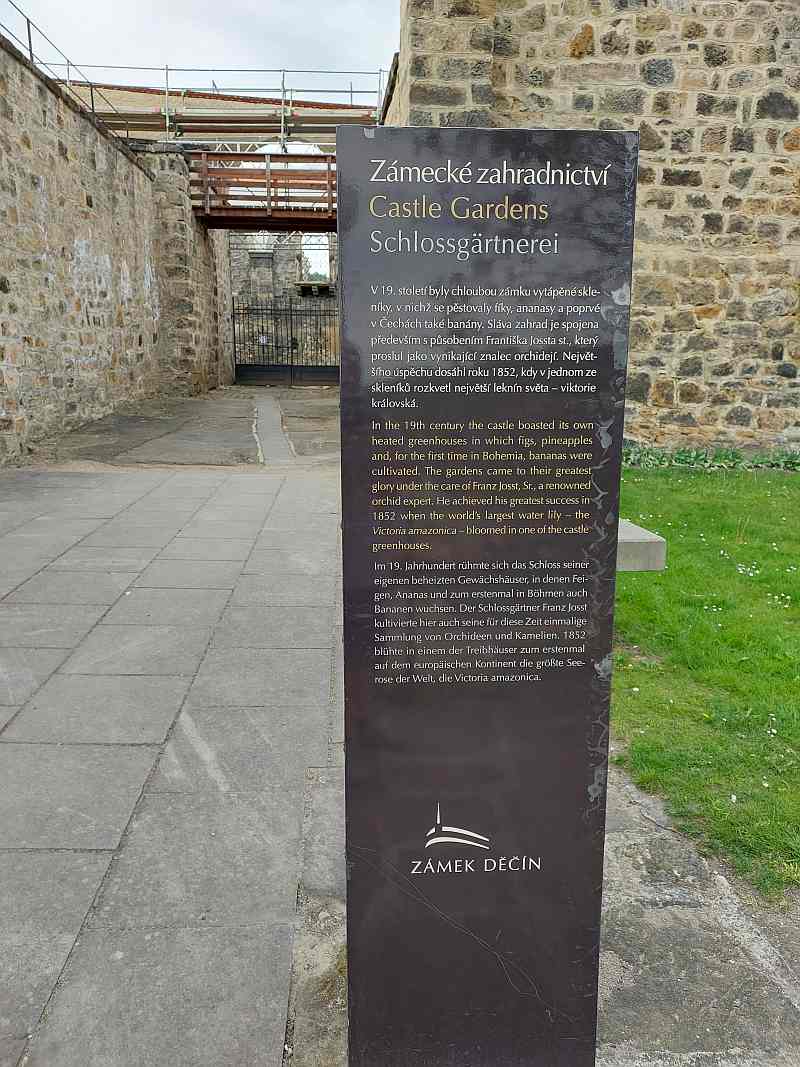 Zámecké zahradnictví
Castle Gardens
Schlossgärtnerei
V 19. století byly chloubou zámku vytápěné skle-
níky, v nichž se pěstovaly fíky, ananasy a poprvé
v Čechách také banány. Sláva zahrad je spojena
především s působením Františka Jossta st., který
proslul jako vynikající znalec orchidejí. Největ-
šího úspěchu dosáhl roku 1852, kdy v jednom ze
skleníků rozkvetl největší leknín světa – viktorie
královská.
In the 19th century the castle boasted its own
heated greenhouses in which figs, pineapples
and, for the first time in Bohemia, bananas were
cultivated. The gardens came to their greatest
glory under the care of Franz Josst, Sr., a renowned
orchid expert. He achieved his greatest success in
1852 when the world's largest water lily – the
Victoria amazonica – bloomed in one of the castle
greenhouses.
Im 19. Jahrhundert rühmte sich das Schloss seiner
eigenen beheizten Gewächshäuser, in denen Fei-
gen, Ananas und zum erstenmal in Böhmen auch
Bananen wuchsen. Der Schlossgärtner Franz Josst
kultivierte hier auch seine für diese Zeit einmalige
Sammlung von Orchideen und Kamelien. 1852
blühte in einem der Treibhäuser zum erstenmal
auf dem europäischen Kontinent die größte See-
rose der Welt, die Victoria amazonica.
ZÁMEK DĚČÍN